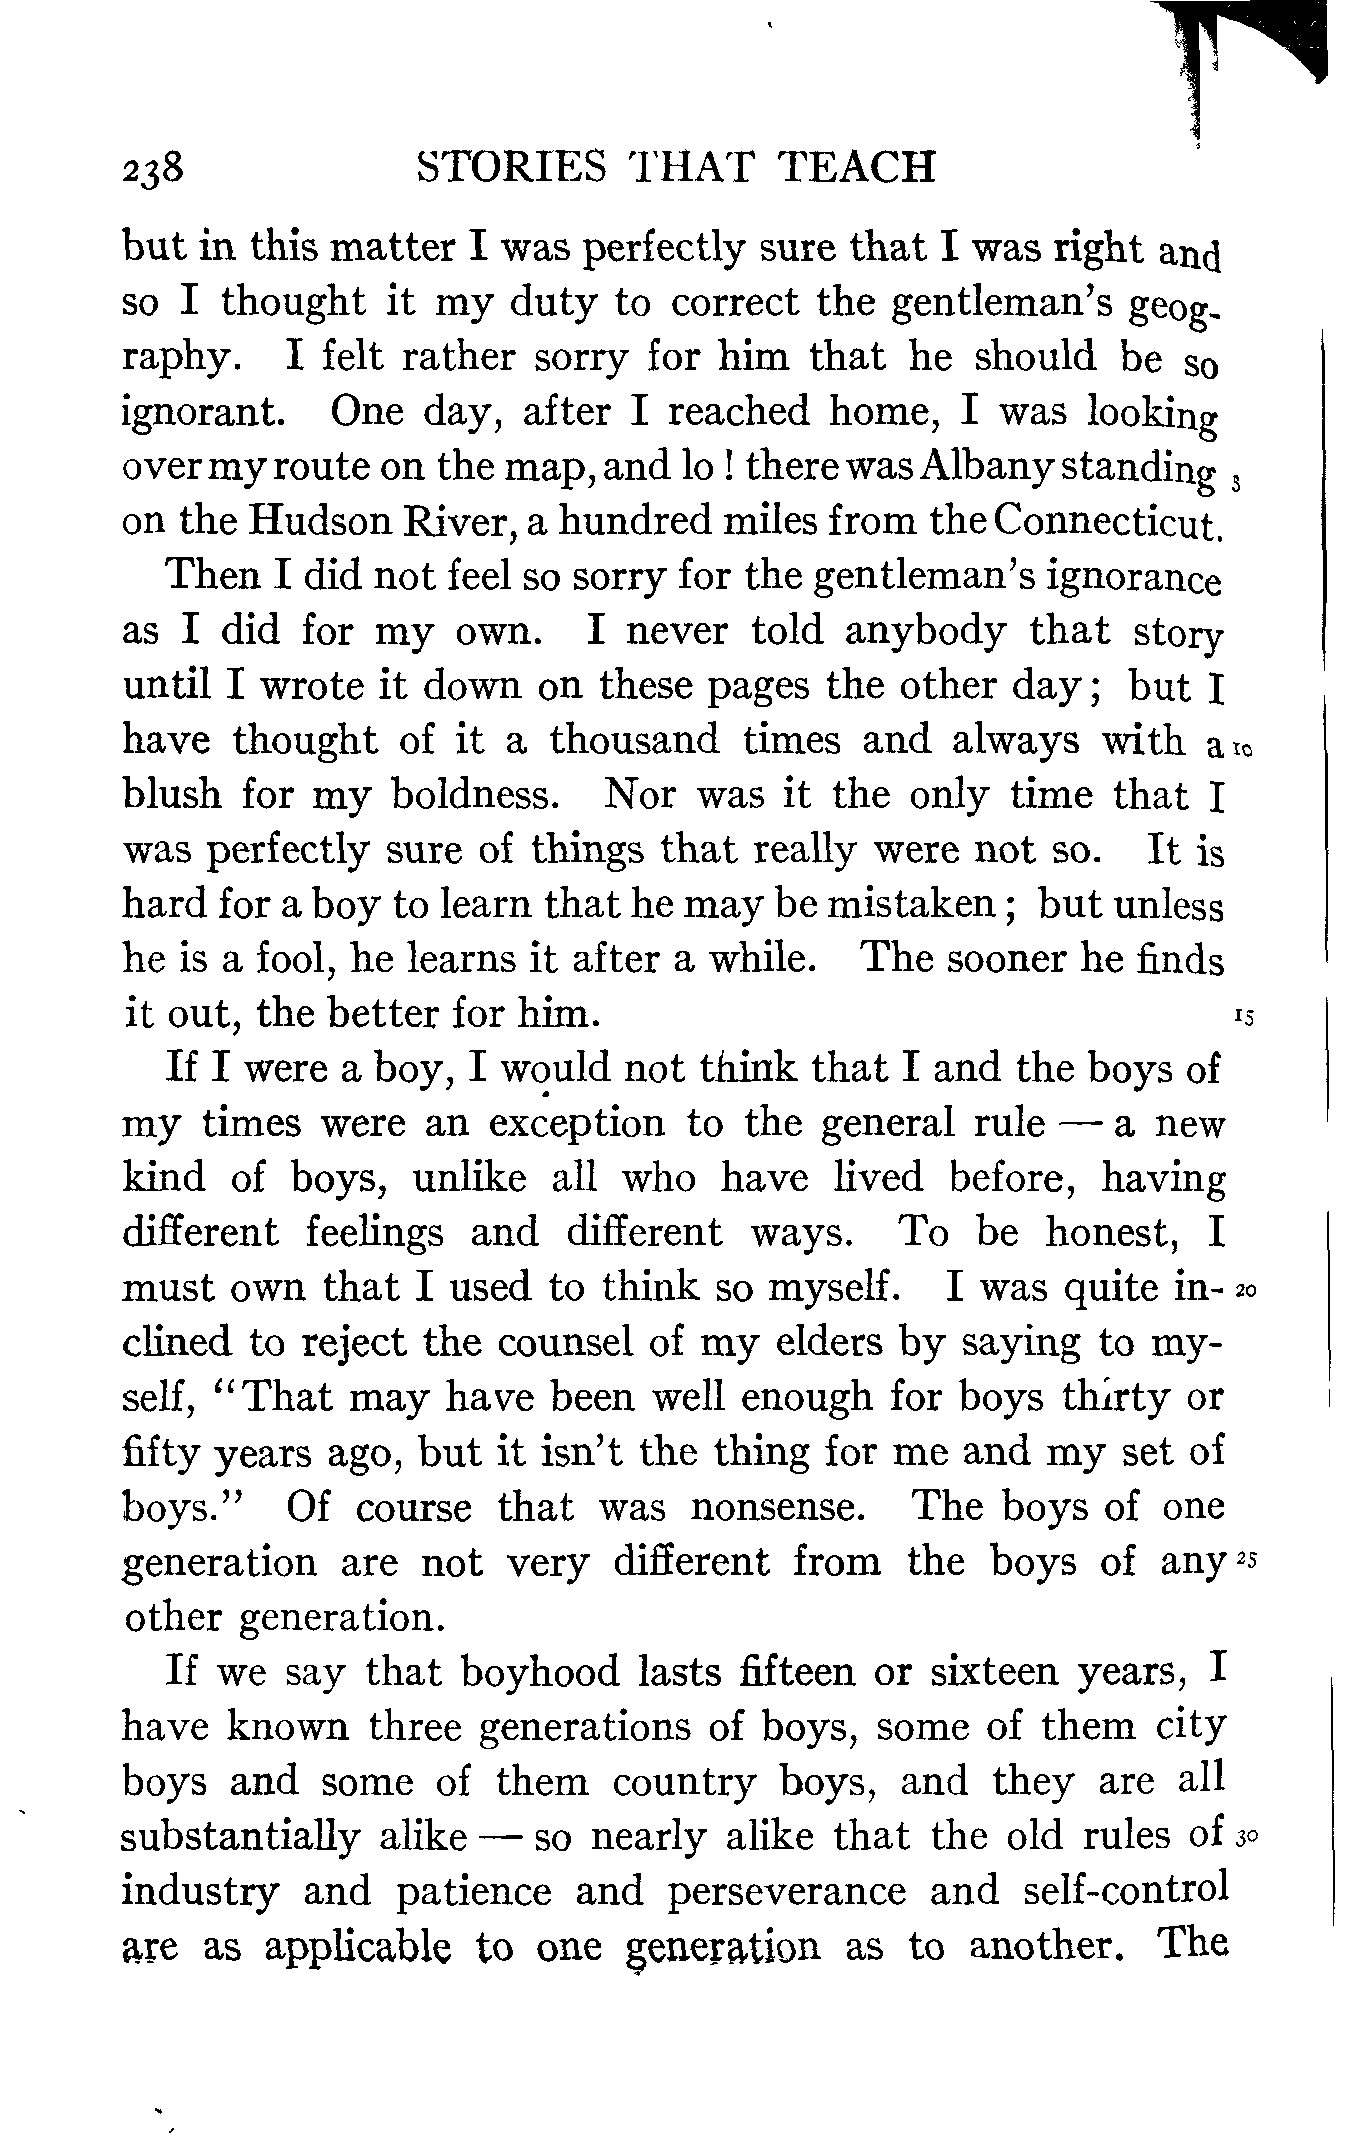 238 STORIES THAT TEACH
but in this matter I was perfectly sure that I was right and
so I thought it my duty to correct the gentleman's geog-
raphy. I felt rather sorry for him that he should be so
ignorant. One day, after I reached home, I was looking
over my route on the map, and lo! there was Albany standing 5
on the Hudson River, a hundred miles from the Connecticut.
Then I did not feel so sorry for the gentleman's ignorance
as I did for my own. I never told anybody that story
until I wrote it down on these pages the other day; but I
have thought of it a thousand times and always with a 10
blush for my boldness. Nor was it the only time that I
was perfectly sure of things that really were not so. It is
hard for a boy to learn that he may be mistaken; but unless
he is a fool, he learns it after a while. The sooner he finds
it out, the better for him. 15
If I were a boy, I would not think that I and the boys of
my times were an exception to the general rule — a new
kind of boys, unlike all who have lived before, having
different feelings and different ways. To be honest, I
must own that I used to think so myself. I was quite in- 20
clined to reject the counsel of my elders by saying to my-
self, "That may have been well enough for boys thirty or
fifty years ago, but it isn't the thing for me and my set of
boys." Of course that was nonsense. The boys of one
generation are not very different from the boys of any 25
other generation.
If we say that boyhood lasts fifteen or sixteen years, I
have known three generations of boys, some of them city
boys and some of them country boys, and they are all
substantially alike — so nearly alike that the old rules of 30
industry and patience and perseverance and self-control
are as applicable to one generation as to another. The